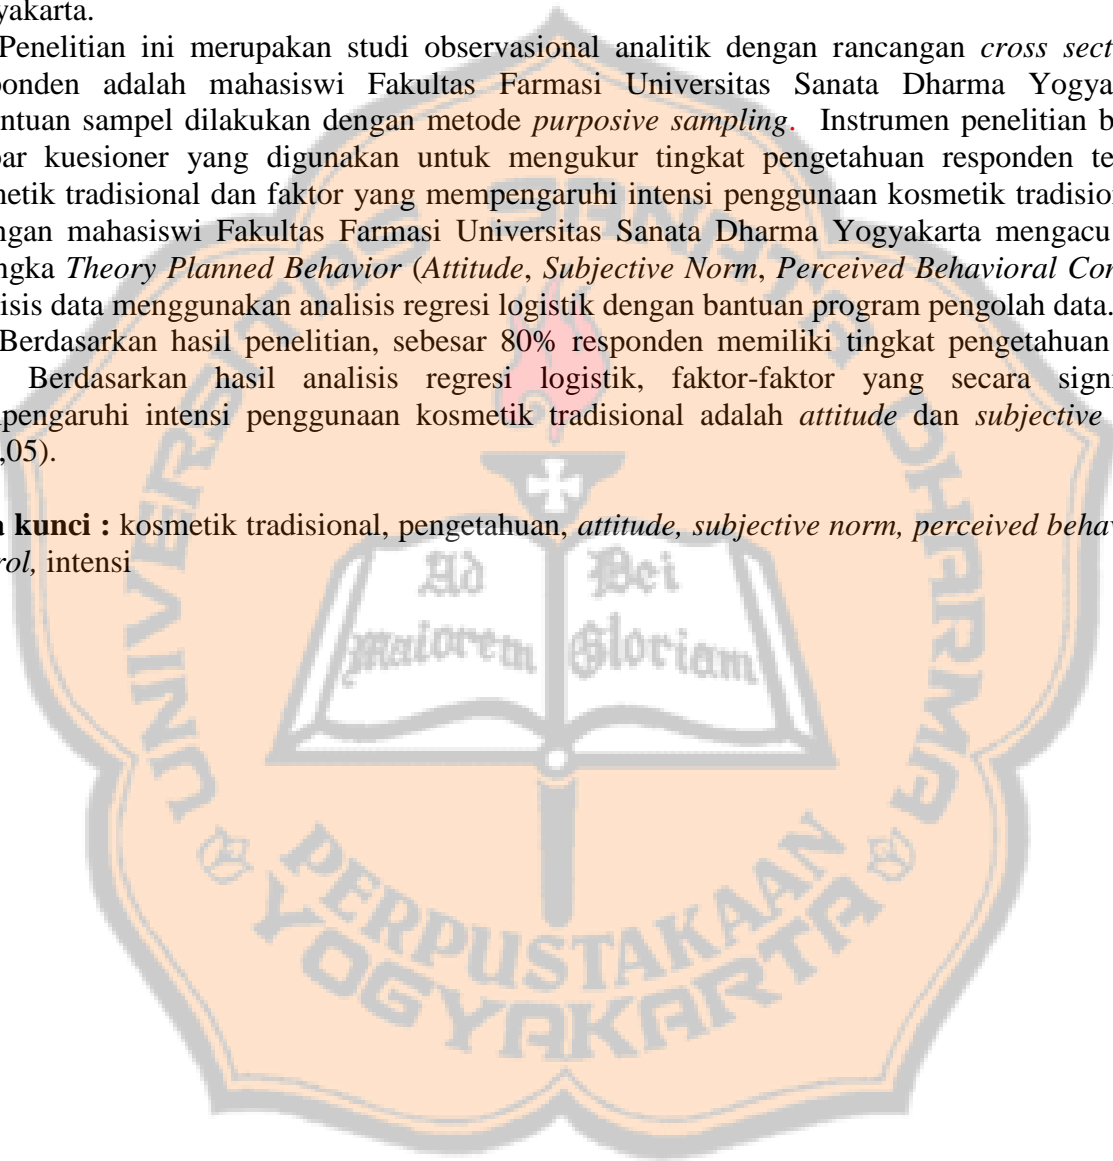 yakarta.
Penelitian ini merupakan studi observasional analitik dengan rancangan cross sect
ponden adalah mahasiswi Fakultas Farmasi Universitas Sanata Dharma Yogya
ntuan sampel dilakukan dengan metode purposive sampling. Instrumen penelitian b
bar kuesioner yang digunakan untuk mengukur tingkat pengetahuan responden te
metik tradisional dan faktor yang mempengaruhi intensi penggunaan kosmetik tradision
ngan mahasiswi Fakultas Farmasi Universitas Sanata Dharma Yogyakarta mengacu
ngka Theory Planned Behavior (Attitude, Subjective Norm, Perceived Behavioral Con
isis data menggunakan analisis regresi logistik dengan bantuan program pengolah data.
Berdasarkan hasil penelitian, sebesar 80% responden memiliki tingkat pengetahuan
Berdasarkan hasil analisis regresi logistik, faktor-faktor yang secara signi
pengaruhi intensi penggunaan kosmetik tradisional adalah attitude dan subjective
,05).
a kunci : kosmetik tradisional, pengetahuan, attitude, subjective norm, perceived behav
rol, intensi
UNIVERSITAS SANATA DHARMA
Ad maiorem
Dei Gloriam
PERPUSTAKAAN
YOGYAKARTA